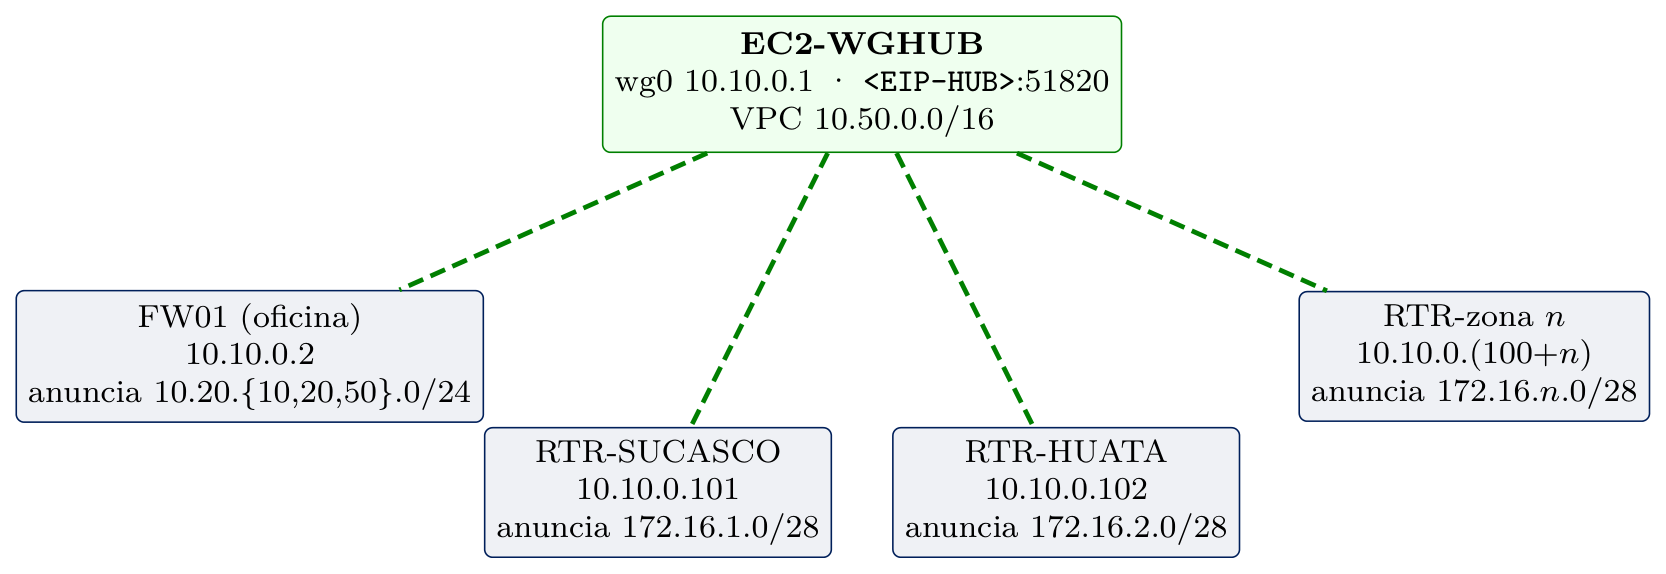 EC2-WGHUB
wg0 10.10.0.1 · <EIP-HUB>:51820
VPC 10.50.0.0/16
FW01 (oficina)
10.10.0.2
anuncia 10.20.{10,20,50}.0/24
RTR-SUCASCO
10.10.0.101
anuncia 172.16.1.0/28
RTR-HUATA
10.10.0.102
anuncia 172.16.2.0/28
RTR-zona n
10.10.0.(100+n)
anuncia 172.16.n.0/28